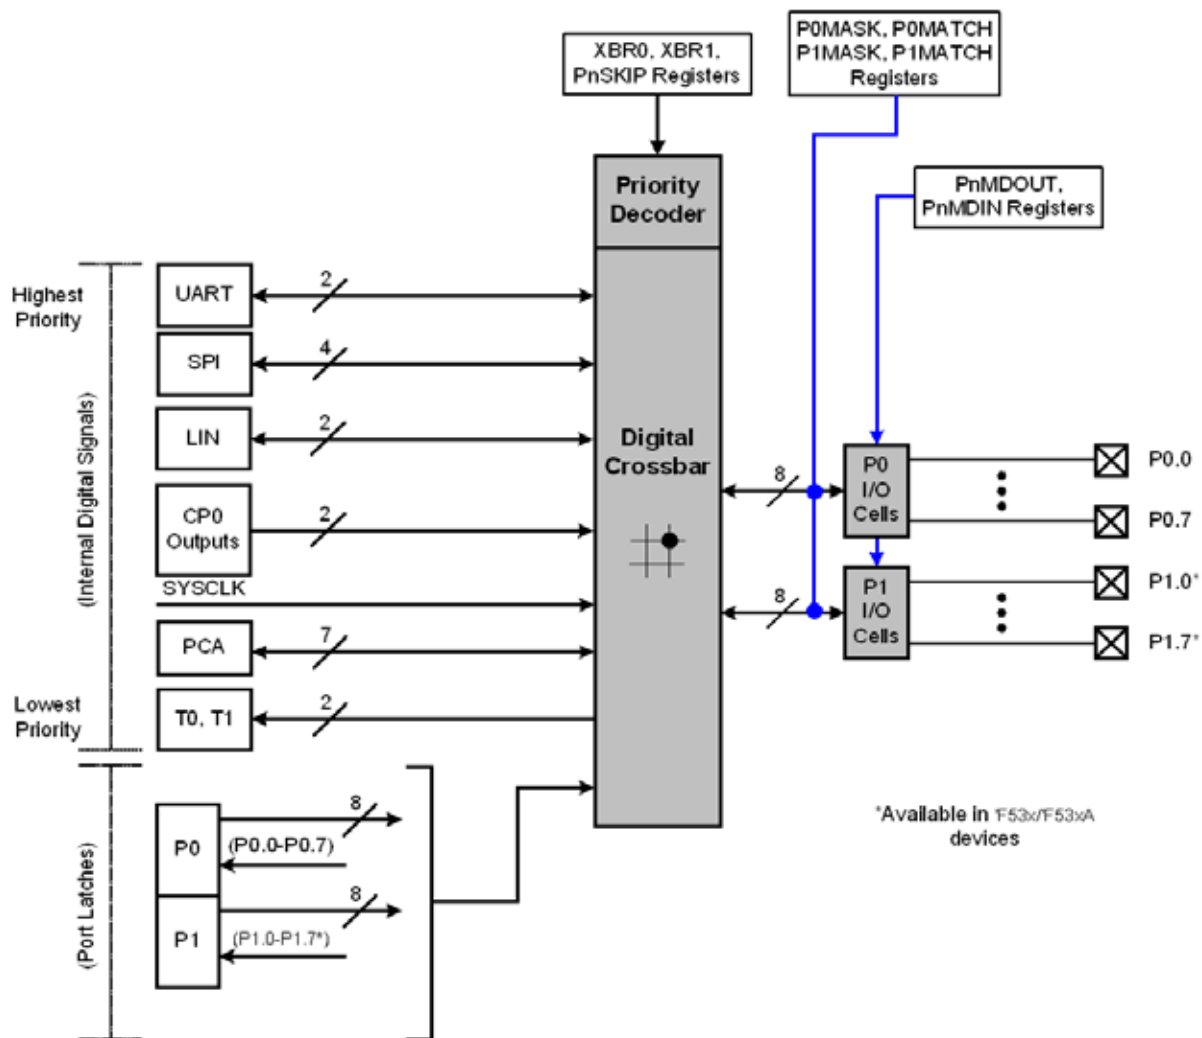 XBR0, XBR1,
PnSKIP Registers
P0MASK, P0MATCH
P1MASK, P1MATCH
Registers
PnMDOUT,
PnMDIN Registers
Priority
Decoder
Highest
Priority
(Internal Digital Signals)
UART
2
SPI
4
LIN
2
CP0
Outputs
2
SYSCLK
PCA
7
Lowest
Priority
T0, T1
2
Digital
Crossbar
8
8
P0
I/O
Cells
P1
I/O
Cells
P0.0
P0.7
P1.0*
P1.7*
(Port Latches)
P0
8
(P0.0-P0.7)
P1
8
(P1.0-P1.7*)
*Available in 'F53x/'F53xA
devices